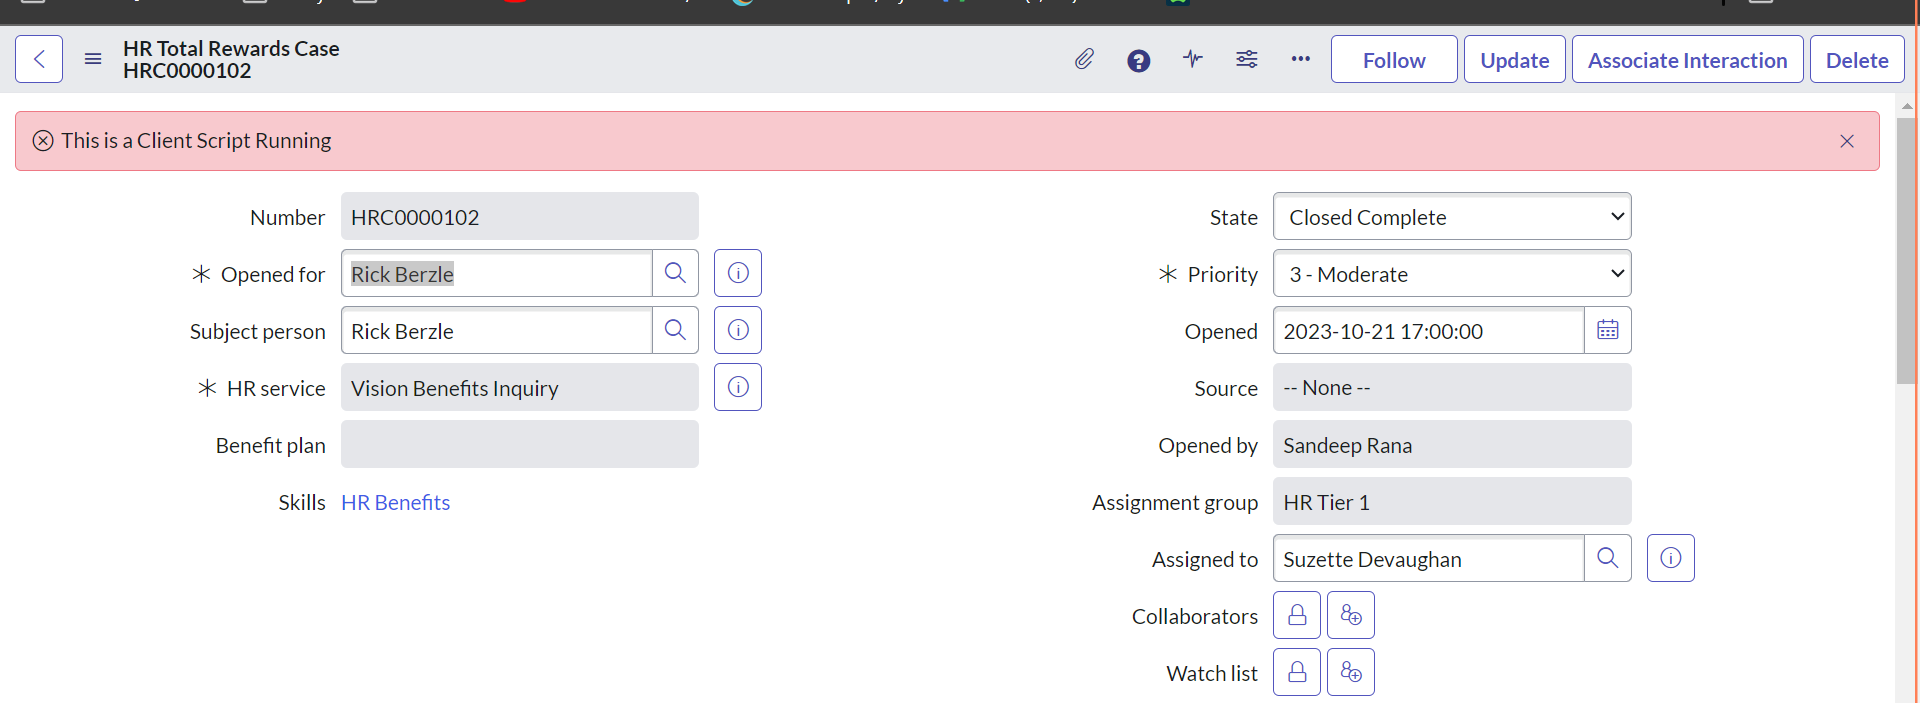 HR Total Rewards Case
HRC0000102
Follow
Update
Associate Interaction
Delete
This is a Client Script Running
Number HRC0000102
Opened for Rick Berzle
Subject person Rick Berzle
HR service Vision Benefits Inquiry
Benefit plan
Skills HR Benefits
State Closed Complete
Priority 3 - Moderate
Opened 2023-10-21 17:00:00
Source -- None --
Opened by Sandeep Rana
Assignment group HR Tier 1
Assigned to Suzette Devaughan
Collaborators
Watch list